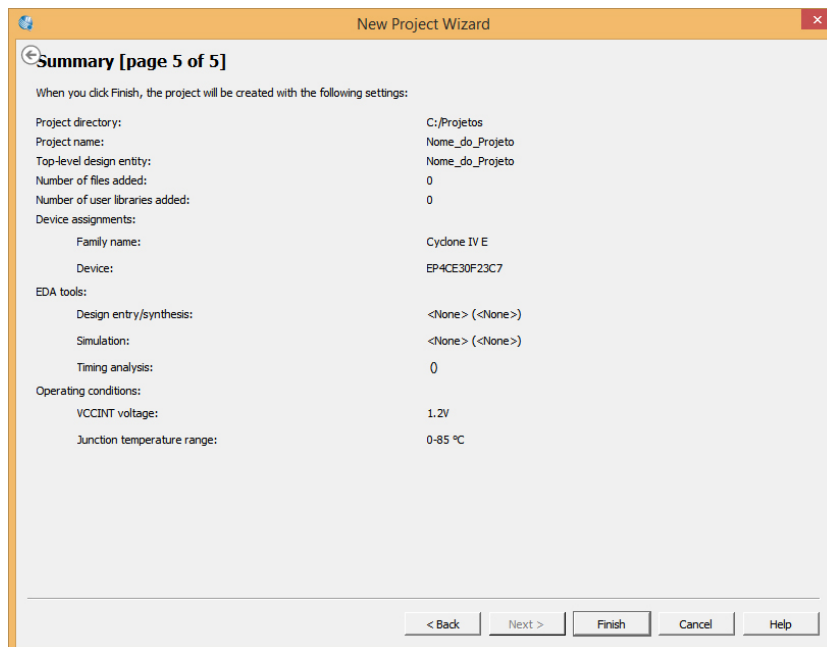 New Project Wizard
Summary [page 5 of 5]
When you click Finish, the project will be created with the following settings:
Project directory: C:/Projetos
Project name: Nome_do_Projeto
Top-level design entity: Nome_do_Projeto
Number of files added: 0
Number of user libraries added: 0
Device assignments:
Family name: Cyclone IV E
Device: EP4CE30F23C7
EDA tools:
Design entry/synthesis: <None> (<None>)
Simulation: <None> (<None>)
Timing analysis: ()
Operating conditions:
VCCINT voltage: 1.2V
Junction temperature range: 0-85 ºC
< Back Next > Finish Cancel Help